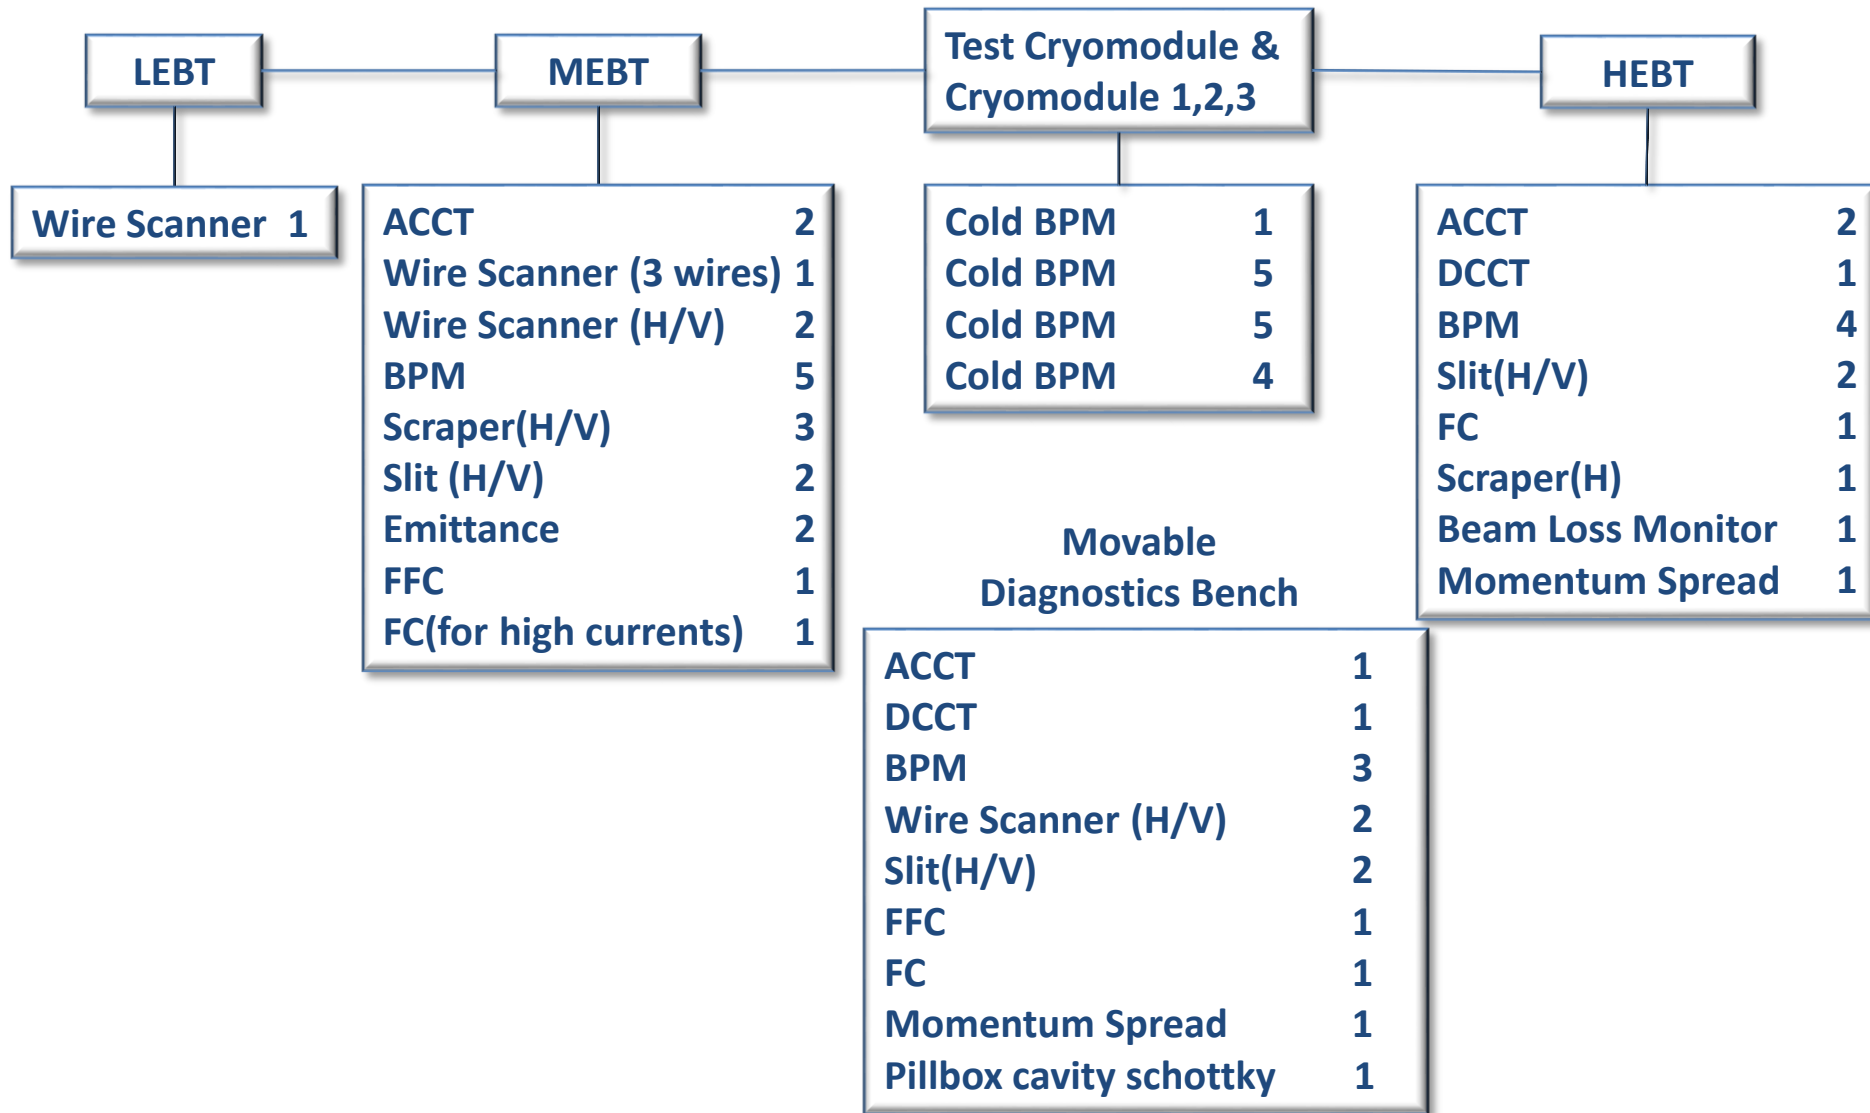 LEBT
MEBT
Test Cryomodule &
Cryomodule 1,2,3
HEBT
Wire Scanner 1
ACCT 2
Wire Scanner (3 wires) 1
Wire Scanner (H/V) 2
BPM 5
Scraper(H/V) 3
Slit (H/V) 2
Emittance 2
FFC 1
FC(for high currents) 1
Cold BPM 1
Cold BPM 5
Cold BPM 5
Cold BPM 4
ACCT 2
DCCT 1
BPM 4
Slit(H/V) 2
FC 1
Scraper(H) 1
Beam Loss Monitor 1
Momentum Spread 1
Movable
Diagnostics Bench
ACCT 1
DCCT 1
BPM 3
Wire Scanner (H/V) 2
Slit(H/V) 2
FFC 1
FC 1
Momentum Spread 1
Pillbox cavity schottky 1